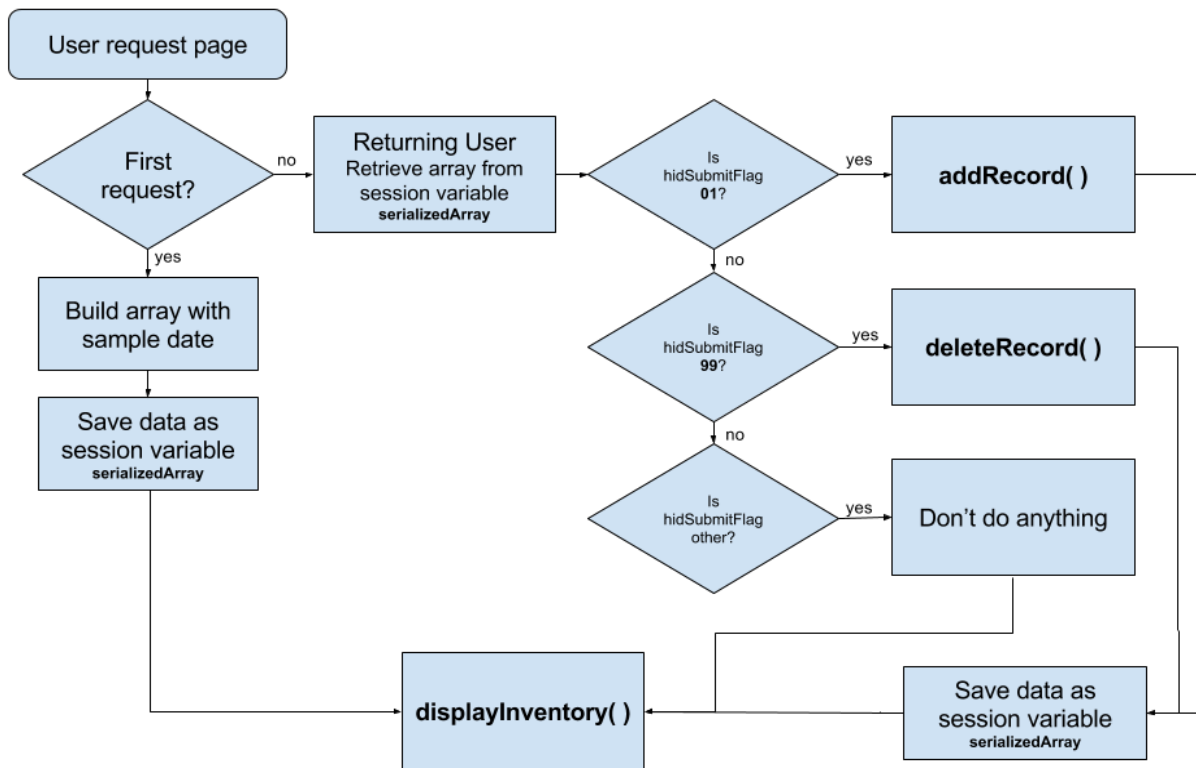 User request page
First
request?
no
yes
Build array with
sample date
Save data as
session variable
serializedArray
Returning User
Retrieve array from
session variable
serializedArray
Is
hidSubmitFlag
01?
yes
addRecord( )
no
Is
hidSubmitFlag
99?
yes
deleteRecord( )
no
Is
hidSubmitFlag
other?
yes
Don’t do anything
Save data as
session variable
serializedArray
displayInventory( )